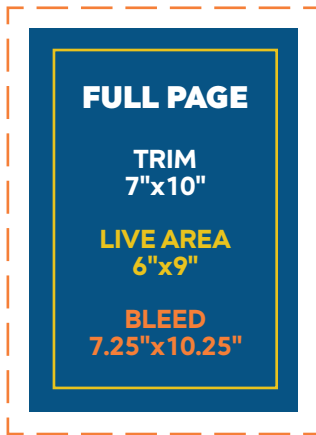 FULL PAGE
TRIM
7"x10"
LIVE AREA
6"x9"
BLEED
7.25"x10.25"